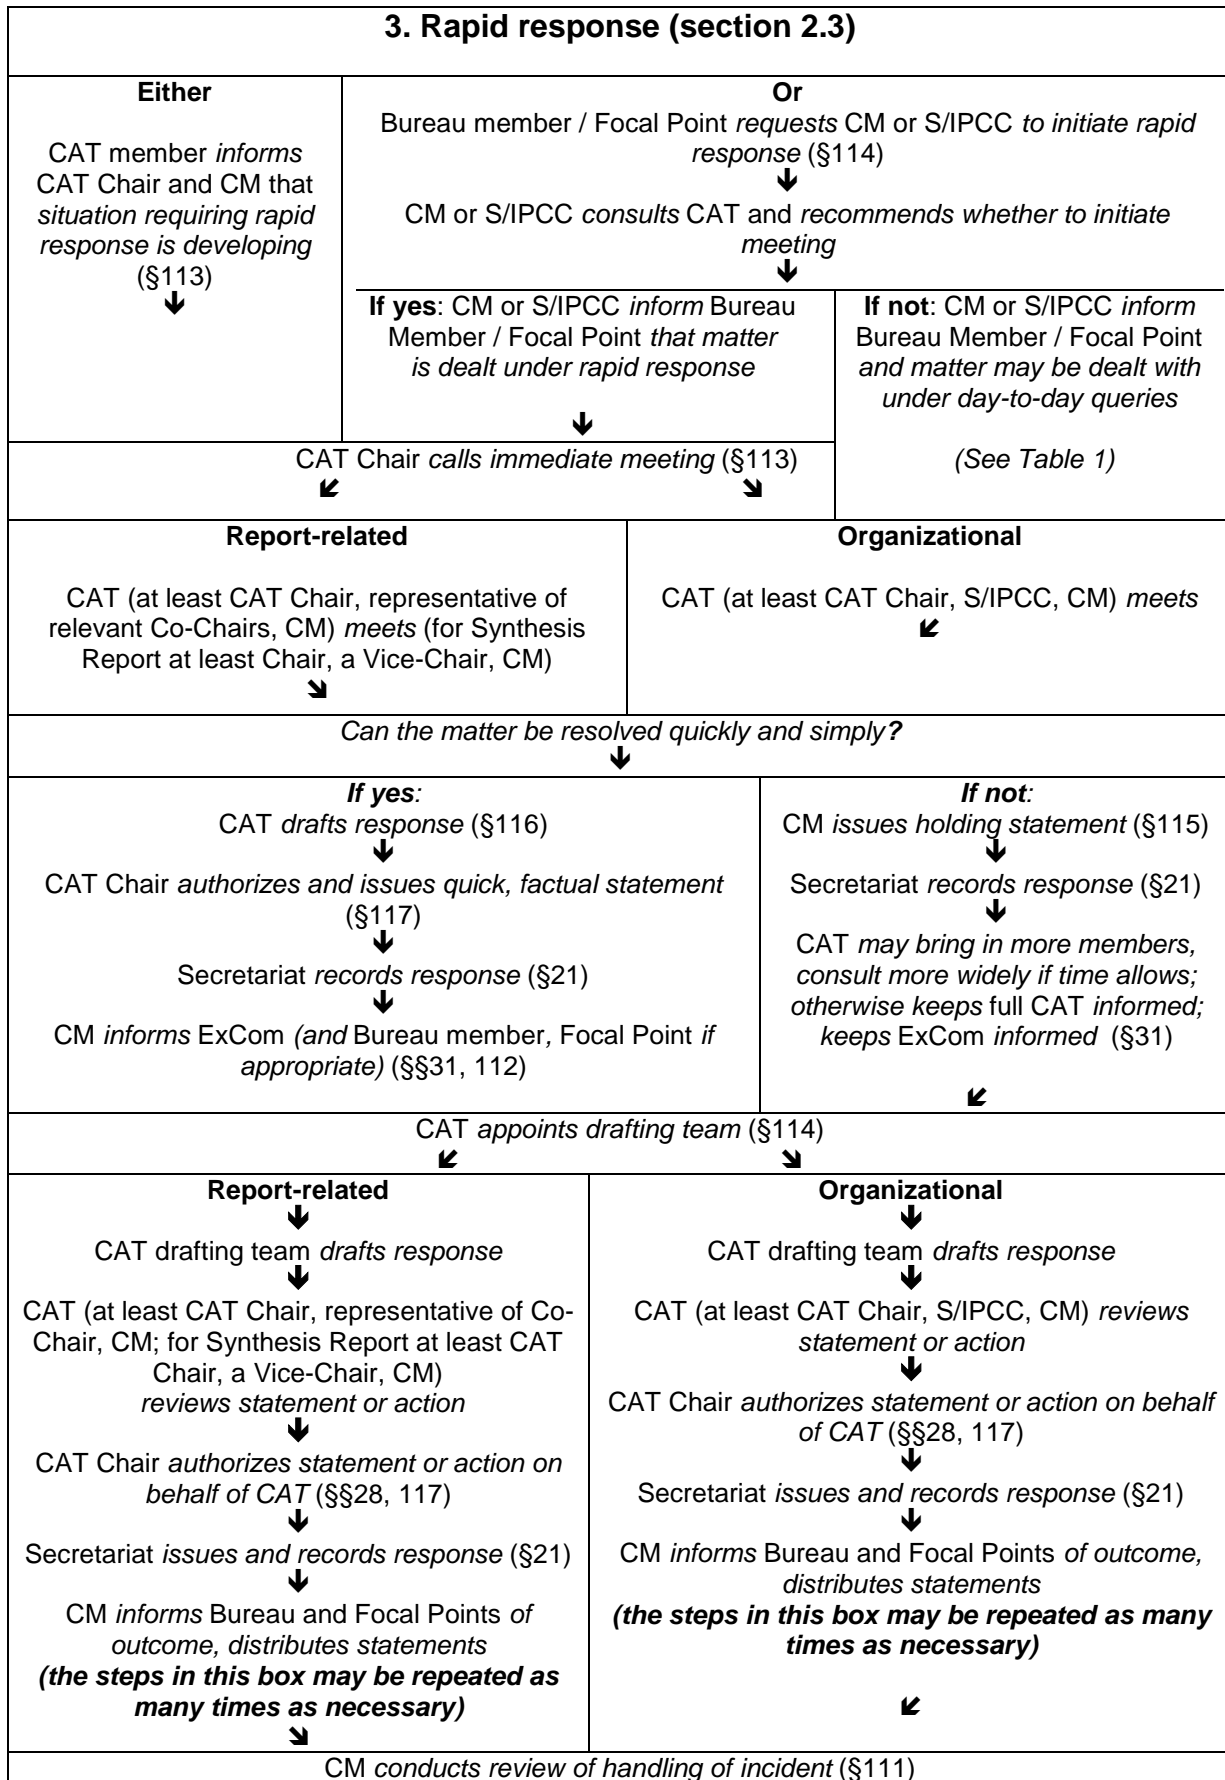 3. Rapid response (section 2.3)
Either
CAT member informs
CAT Chair and CM that
situation requiring rapid
response is developing
(§113)
🡻
Or
Bureau member / Focal Point requests CM or S/IPCC to initiate rapid
response (§114)
🡻
CM or S/IPCC consults CAT and recommends whether to initiate
meeting
🡻
If yes: CM or S/IPCC inform Bureau
Member / Focal Point that matter
is dealt under rapid response
🡻
If not: CM or S/IPCC inform
Bureau Member / Focal Point
and matter may be dealt with
under day-to-day queries
(See Table 1)
CAT Chair calls immediate meeting (§113)
🡿 🡾
Report-related
CAT (at least CAT Chair, representative of
relevant Co-Chairs, CM) meets (for Synthesis
Report at least Chair, a Vice-Chair, CM)
🡾
Organizational
CAT (at least CAT Chair, S/IPCC, CM) meets
🡿
Can the matter be resolved quickly and simply?
🡻
If yes:
CAT drafts response (§116)
🡻
CAT Chair authorizes and issues quick, factual statement
(§117)
🡻
Secretariat records response (§21)
🡻
CM informs ExCom (and Bureau member, Focal Point if
appropriate) (§§31, 112)
If not:
CM issues holding statement (§115)
🡻
Secretariat records response (§21)
🡻
CAT may bring in more members,
consult more widely if time allows;
otherwise keeps full CAT informed;
keeps ExCom informed (§31)
🡿
CAT appoints drafting team (§114)
🡿 🡾
Report-related
🡻
CAT drafting team drafts response
🡻
CAT (at least CAT Chair, representative of Co-
Chair, CM; for Synthesis Report at least CAT
Chair, a Vice-Chair, CM)
reviews statement or action
🡻
CAT Chair authorizes statement or action on
behalf of CAT (§§28, 117)
🡻
Secretariat issues and records response (§21)
🡻
CM informs Bureau and Focal Points of
outcome, distributes statements
(the steps in this box may be repeated as
many times as necessary)
🡾
Organizational
🡻
CAT drafting team drafts response
🡻
CAT (at least CAT Chair, S/IPCC, CM) reviews
statement or action
🡻
CAT Chair authorizes statement or action on behalf
of CAT (§§28, 117)
🡻
Secretariat issues and records response (§21)
🡻
CM informs Bureau and Focal Points of outcome,
distributes statements
(the steps in this box may be repeated as many
times as necessary)
🡿
CM conducts review of handling of incident (§111)